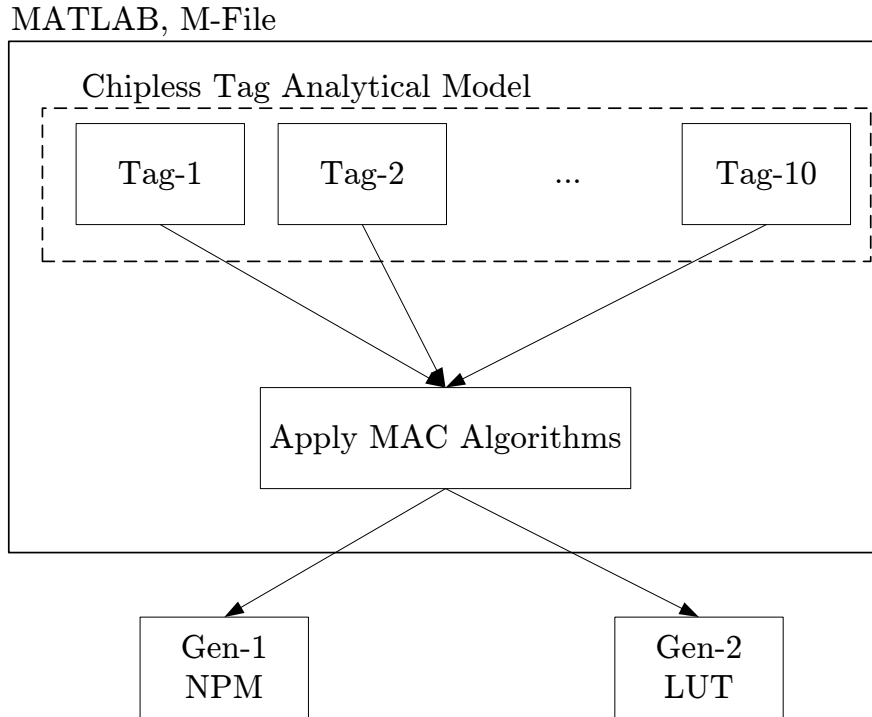 MATLAB, M-File
Chipless Tag Analytical Model
Tag-1
Tag-2
...
Tag-10
Apply MAC Algorithms
Gen-1
NPM
Gen-2
LUT